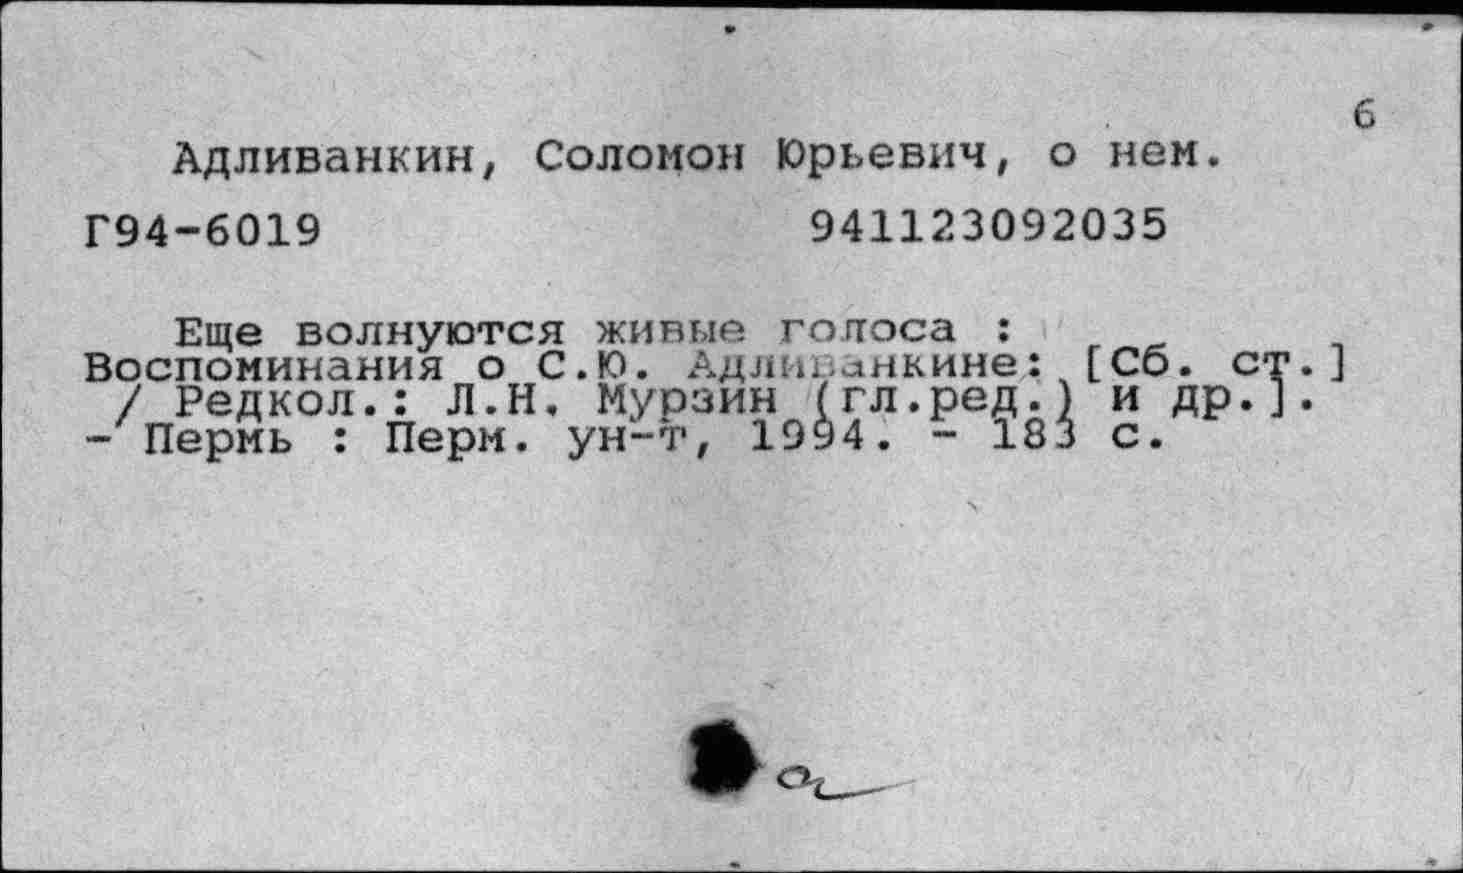 6
Адливанкин, Соломон Юрьевич, о нем.
Г94-6019 941123092035
Еще волнуются живые голоса :
Воспоминания о С.Ю. Адливанкине: [Сб. ст.]
/ Редкол.: Л.Н. Мурзин (гл.ред.) и др.].
- Пермь : Перм. ун-т, 1994. - 183 с.